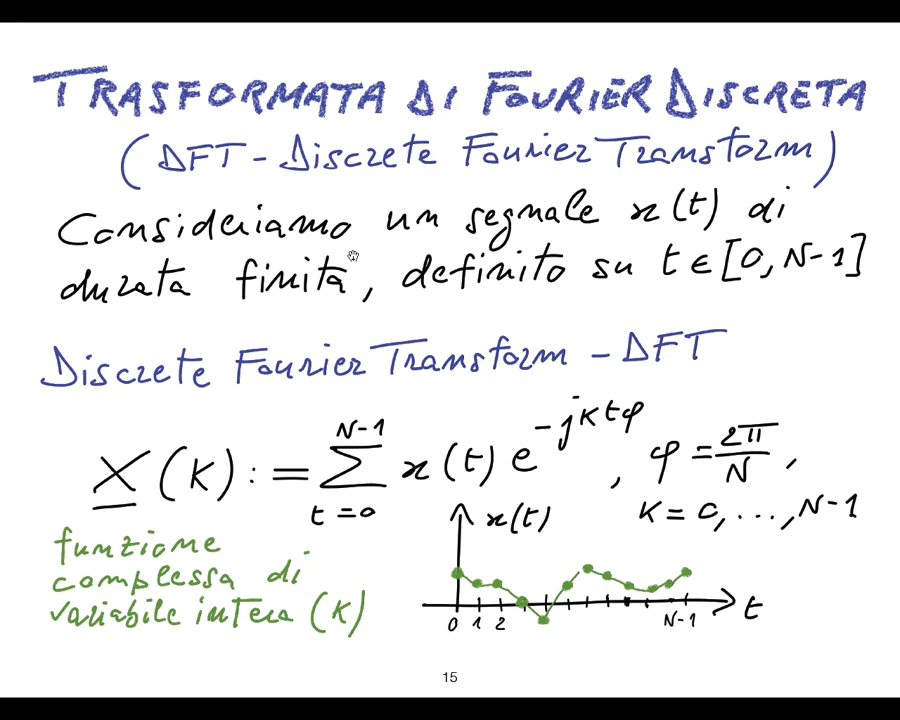 TRASFORMATA DI FOURIER DISCRETA
(DFT - Discrete Fourier Transform)
Consideriamo un segnale x(t) di
durata finita, definito su t ∈ [0, N-1]
Discrete Fourier Transform - DFT
X(k) := ∑_{t=0}^{N-1} x(t) e^{-jktφ}, φ = 2π/N,
k = 0, ..., N-1
funzione
complessa di
variabile intera (k)
x(t)
t
0 1 2 N-1
15